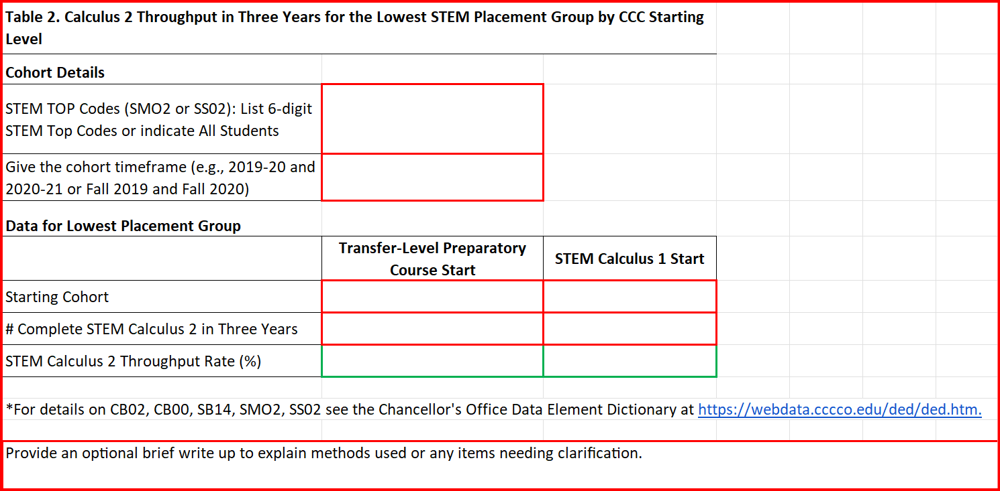 Table 2. Calculus 2 Throughput in Three Years for the Lowest STEM Placement Group by CCC Starting
Level
Cohort Details
STEM TOP Codes (SMO2 or SS02): List 6-digit
STEM Top Codes or indicate All Students
Give the cohort timeframe (e.g., 2019-20 and
2020-21 or Fall 2019 and Fall 2020)
Data for Lowest Placement Group
Transfer-Level Preparatory
Course Start
STEM Calculus 1 Start
Starting Cohort
# Complete STEM Calculus 2 in Three Years
STEM Calculus 2 Throughput Rate (%)
*For details on CB02, CB00, SB14, SMO2, SS02 see the Chancellor's Office Data Element Dictionary at https://webdata.cccco.edu/ded/ded.htm.
Provide an optional brief write up to explain methods used or any items needing clarification.